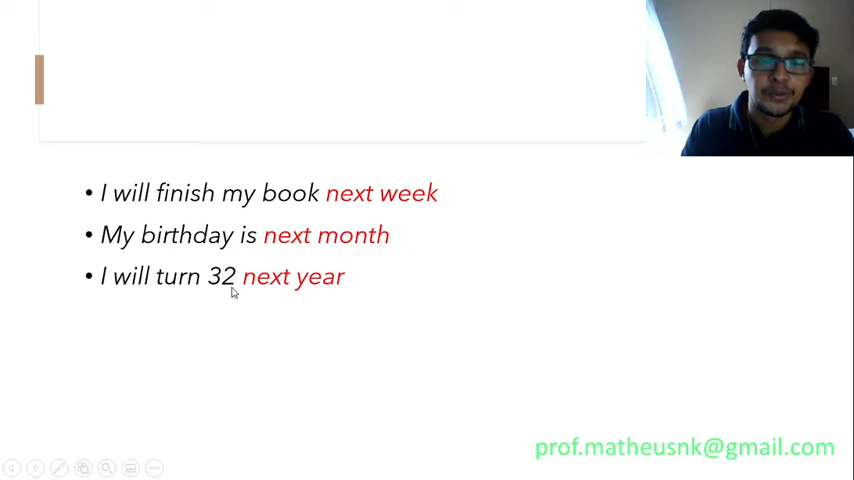 • I will finish my book next week
• My birthday is next month
• I will turn 32 next year
prof.matheusnk@gmail.com